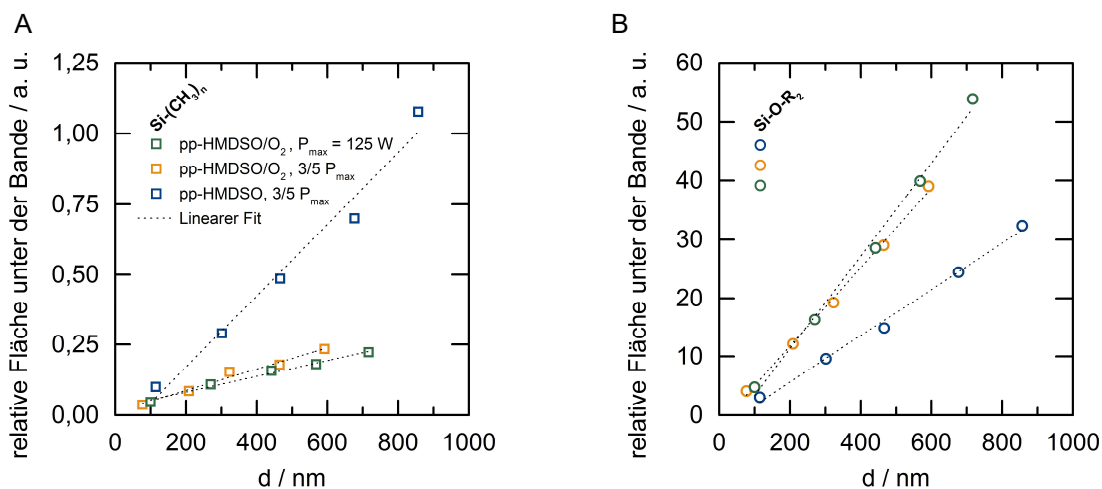 A
relative Fläche unter der Bande / a. u.
1,25
1,00
0,75
0,50
0,25
0,00
Si-(CH₃)ₙ
pp-HMDSO/O₂ , Pₘₐₓ = 125 W
pp-HMDSO/O₂, 3/5 Pₘₐₓ
pp-HMDSO, 3/5 Pₘₐₓ
Linearer Fit
0 200 400 600 800 1000
d / nm
B
relative Fläche unter der Bande / a. u.
60
50
40
30
20
10
0
Si-O-R₂
200 400 600 800 1000
d / nm